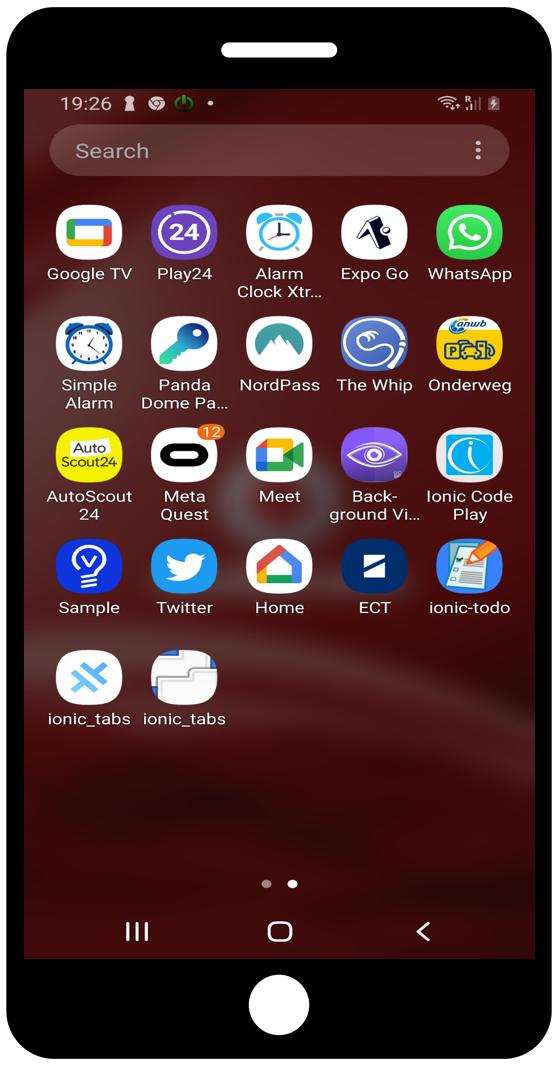 19:26 R
Search
24
Google TV Play24 Alarm Expo Go WhatsApp
Clock Xtr...
anwb
P
Simple Panda NordPass The Whip Onderweg
Alarm Dome Pa...
Auto
Scout24
12
AutoScout Meta Meet Back- Ionic Code
24 Quest ground Vi... Play
Sample Twitter Home ECT ionic-todo
ionic_tabs ionic_tabs